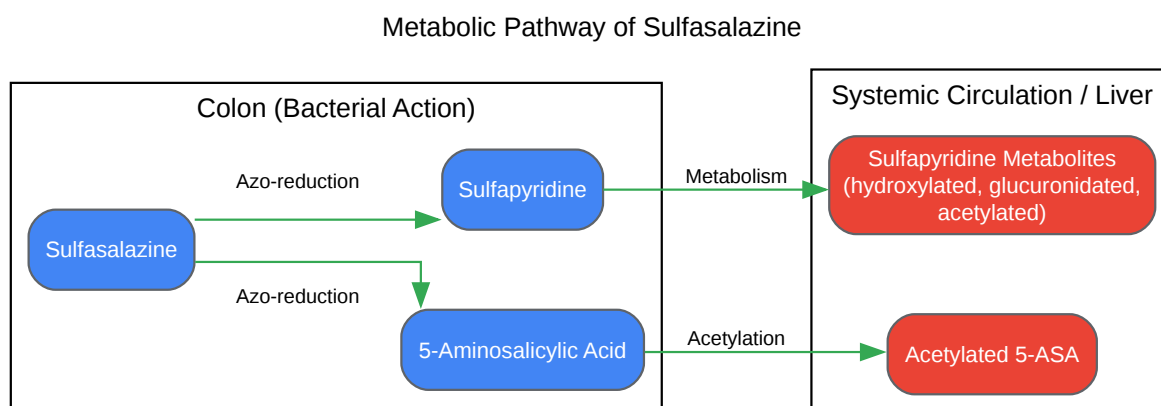 Metabolic Pathway of Sulfasalazine
Colon (Bacterial Action)
Systemic Circulation / Liver
Azo-reduction
Sulfapyridine
Metabolism
Sulfapyridine Metabolites
(hydroxylated, glucuronidated,
acetylated)
Sulfasalazine
Azo-reduction
5-Aminosalicylic Acid
Acetylation
Acetylated 5-ASA